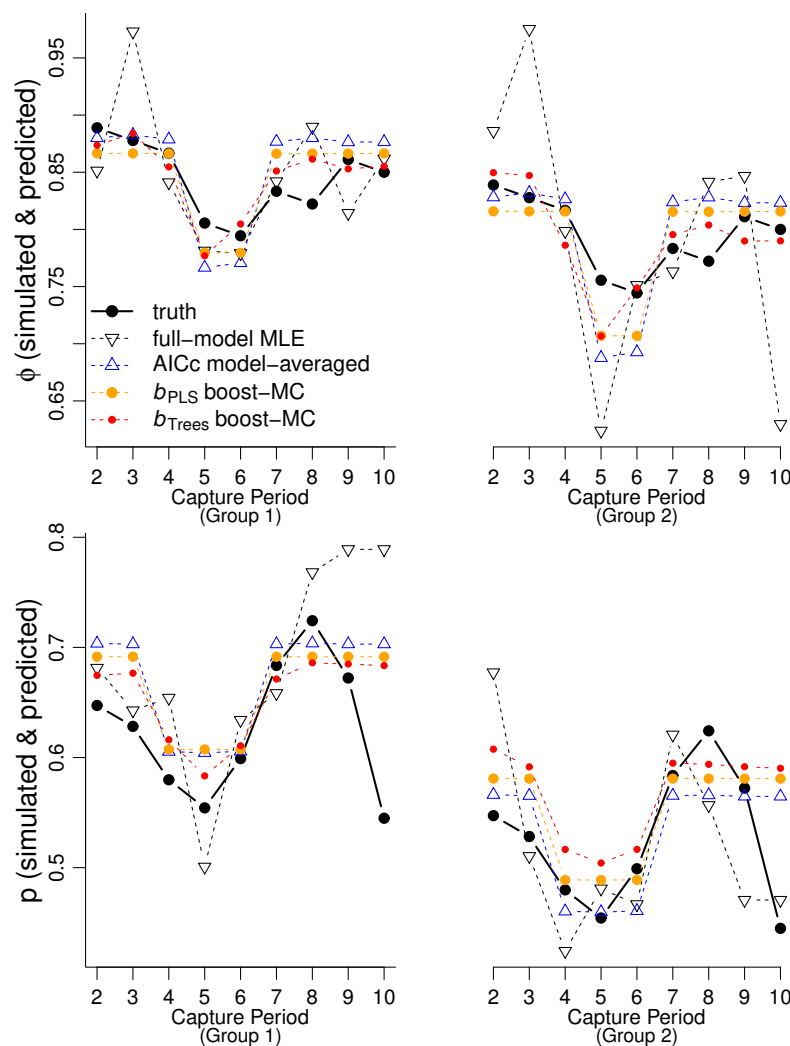 0.95
0.85
0.75
0.65
ϕ (simulated & predicted)
truth
full−model MLE
AICc model−averaged
bPLS boost−MC
bTrees boost−MC
2 3 4 5 6 7 8 9 10
Capture Period
(Group 1)
2 3 4 5 6 7 8 9 10
Capture Period
(Group 2)
0.8
0.7
0.6
0.5
p (simulated & predicted)
2 3 4 5 6 7 8 9 10
Capture Period
(Group 1)
2 3 4 5 6 7 8 9 10
Capture Period
(Group 2)